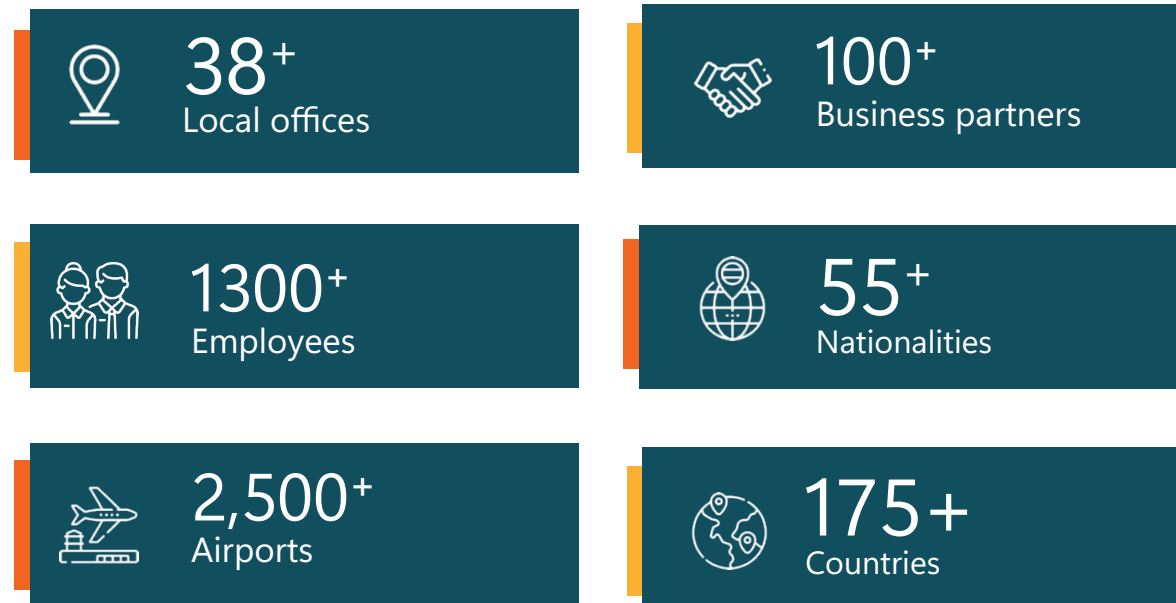 38+
Local offices
100+
Business partners
1300+
Employees
55+
Nationalities
2,500+
Airports
175+
Countries